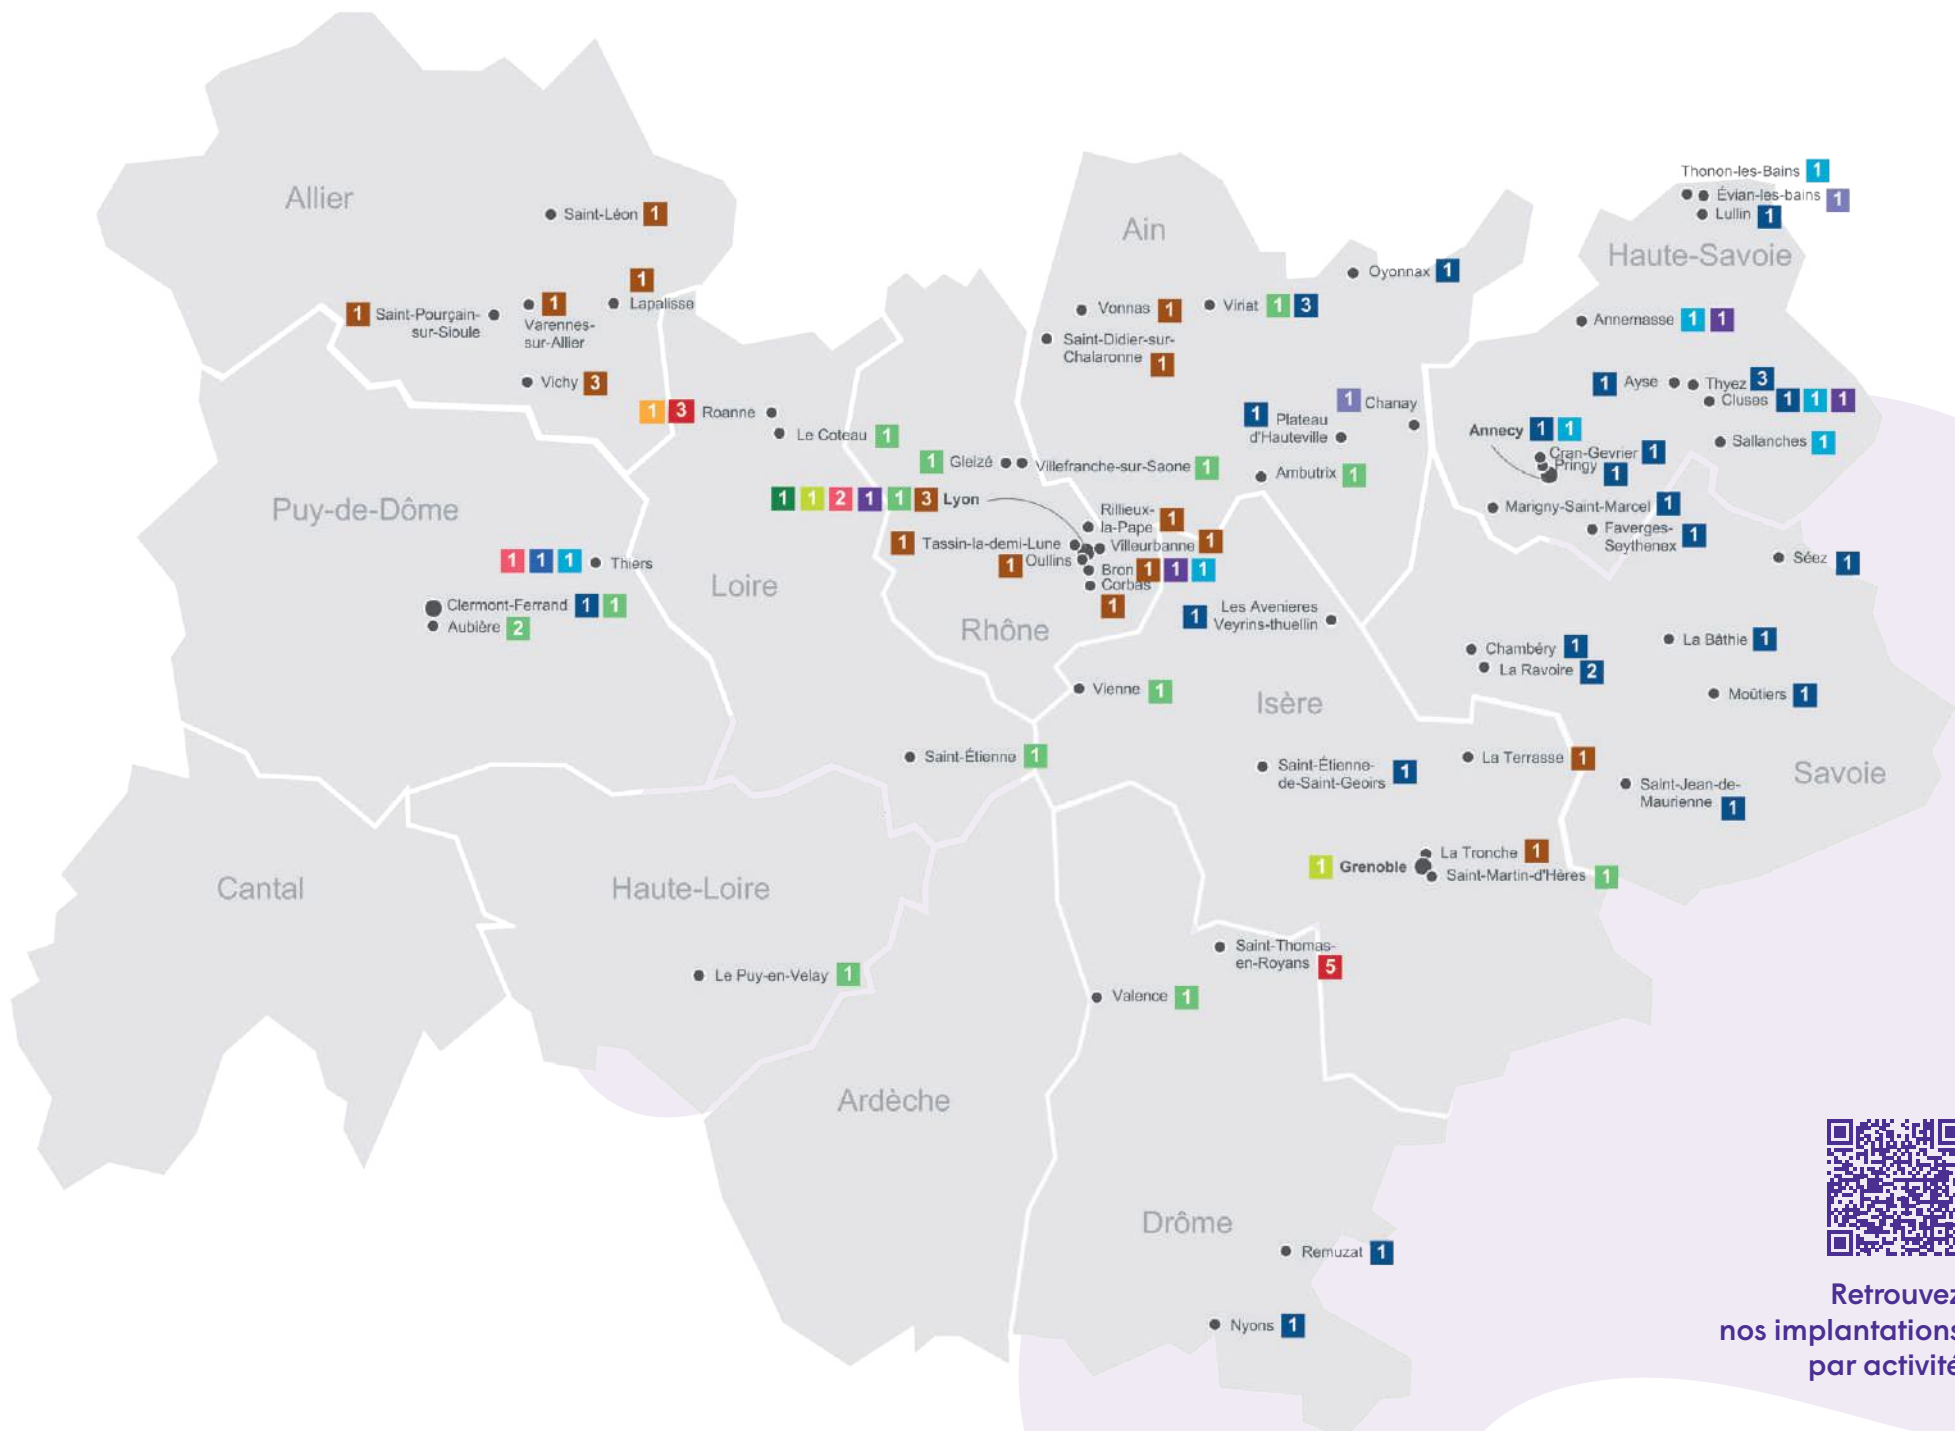 Allier
Saint-Léon 1
1
Lapalisse
1 Saint-Pourçain-
sur-Sioule
1
Varennes-
sur-Allier
Vichy 3
Ain
Oyonnax 1
Vonnas 1
Viriat 1 3
Saint-Didier-sur-
Chalaronne 1
1 Chanay
1 Plateau
d'Hauteville
Ambutrix 1
Thonon-les-Bains 1
Évian-les-bains 1
Lullin 1
Haute-Savoie
Annemasse 1 1
1 Ayse
Thyez 3
Cluses 1 1 1
Sallanches 1
Annecy 1 1
Cran-Gevrier 1
Pringy 1
Marigny-Saint-Marcel 1
Faverges-
Seythenex 1
1 3 Roanne
Le Coteau 1
1 Gleizé
Villefranche-sur-Saone 1
1 1 2 1 1 3 Lyon
Rillieux-
la-Pape 1
1 Tassin-la-demi-Lune
Villeurbanne 1
1 Oullins
Bron 1 1 1
Corbas
1
Puy-de-Dôme
1 1 1 Thiers
Clermont-Ferrand 1 1
Aubière 2
Loire
Rhône
1 Les Avenieres
Veyrins-thuellin
Séez 1
La Bâthie 1
Chambéry 1
La Ravoire 2
Moûtiers 1
Vienne 1
Isère
Saint-Étienne 1
Saint-Étienne-
de-Saint-Geoirs 1
La Terrasse 1
Savoie
Saint-Jean-de-
Maurienne 1
La Tronche 1
1 Grenoble
Saint-Martin-d'Hères 1
Cantal
Haute-Loire
Le Puy-en-Velay 1
Saint-Thomas-
en-Royans 5
Valence 1
Ardèche
Drôme
Remuzat 1
Nyons 1
Retrouvez
nos implantations
par activité